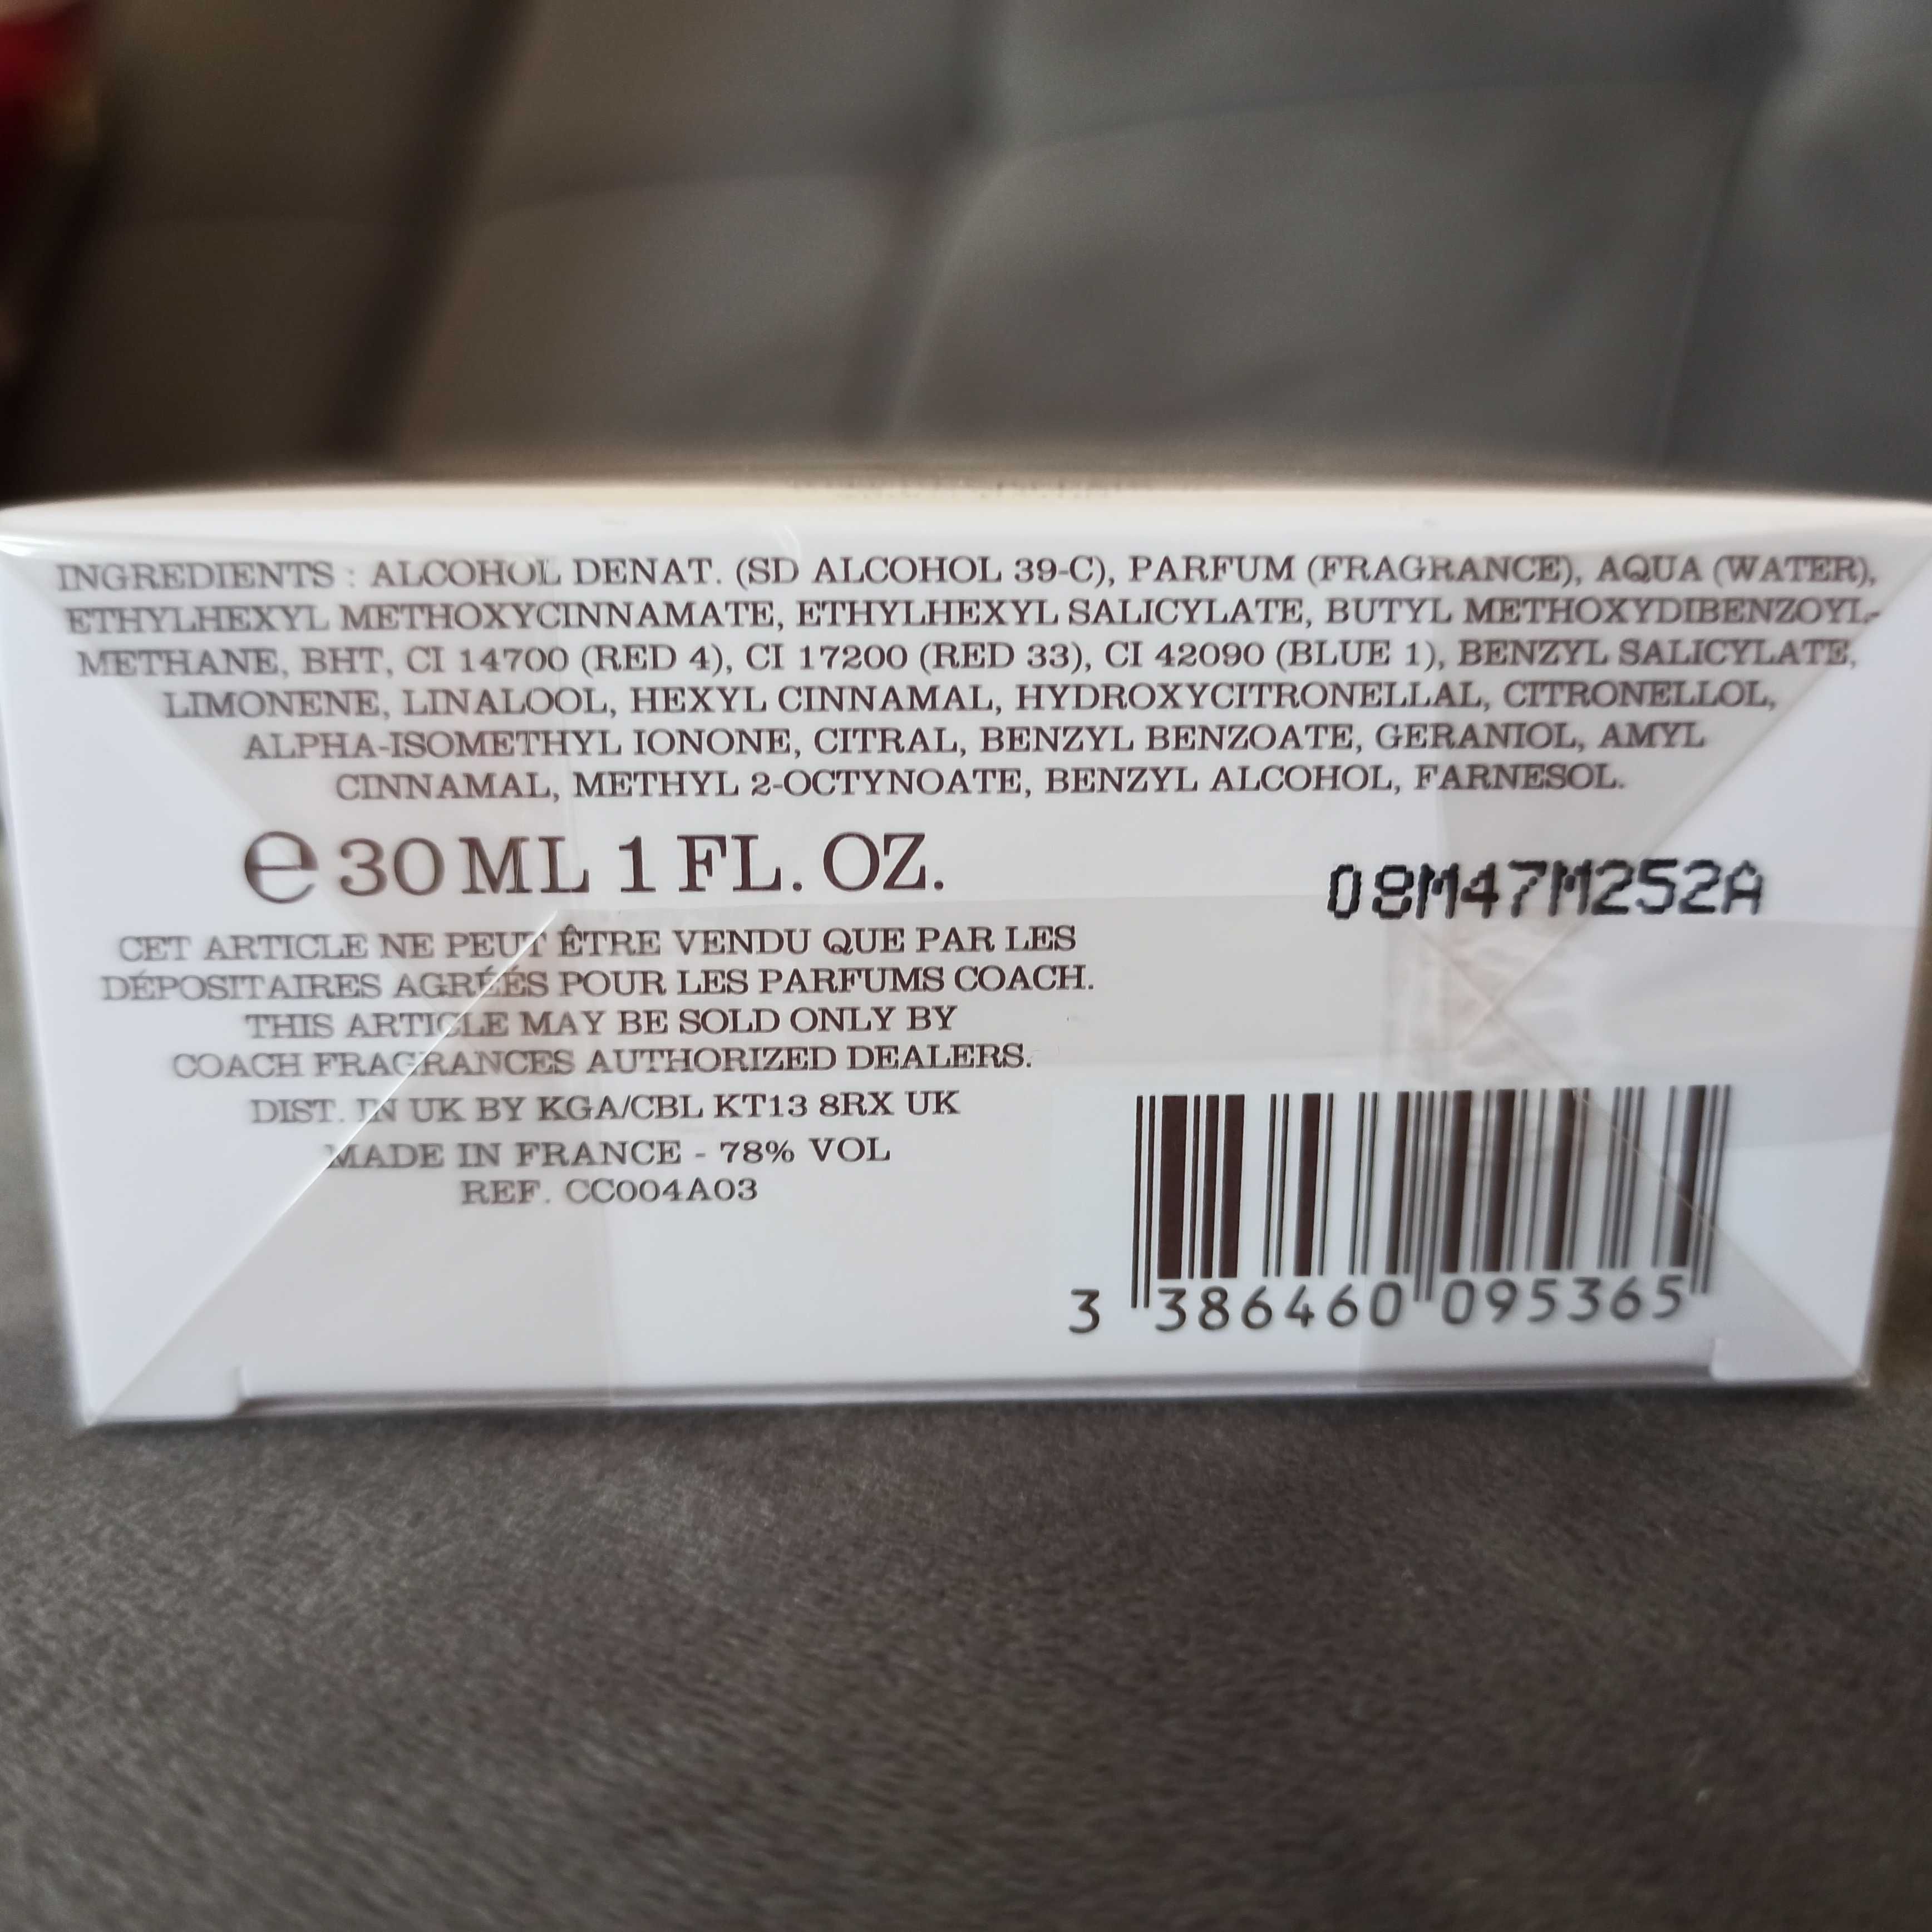 INGREDIENTS : ALCOHOL DENAT. (SD ALCOHOL 39-C), PARFUM (FRAGRANCE), AQUA (WATER),
ETHYLHEXYL METHOXYCINNAMATE, ETHYLHEXYL SALICYLATE, BUTYL METHOXYDIBENZOYL-
METHANE, BHT, CI 14700 (RED 4), CI 17200 (RED 33), CI 42090 (BLUE 1), BENZYL SALICYLATE,
LIMONENE, LINALOOL, HEXYL CINNAMAL, HYDROXYCITRONELLAL, CITRONELLOL,
ALPHA-ISOMETHYL IONONE, CITRAL, BENZYL BENZOATE, GERANIOL, AMYL
CINNAMAL, METHYL 2-OCTYNOATE, BENZYL ALCOHOL, FARNESOL.
℮ 30 ML 1 FL. OZ.
08M47M252A
CET ARTICLE NE PEUT ÊTRE VENDU QUE PAR LES
DÉPOSITAIRES AGRÉÉS POUR LES PARFUMS COACH.
THIS ARTICLE MAY BE SOLD ONLY BY
COACH FRAGRANCES AUTHORIZED DEALERS.
DIST. IN UK BY KGA/CBL KT13 8RX UK
MADE IN FRANCE - 78% VOL
REF. CC004A03
3 386460 095365